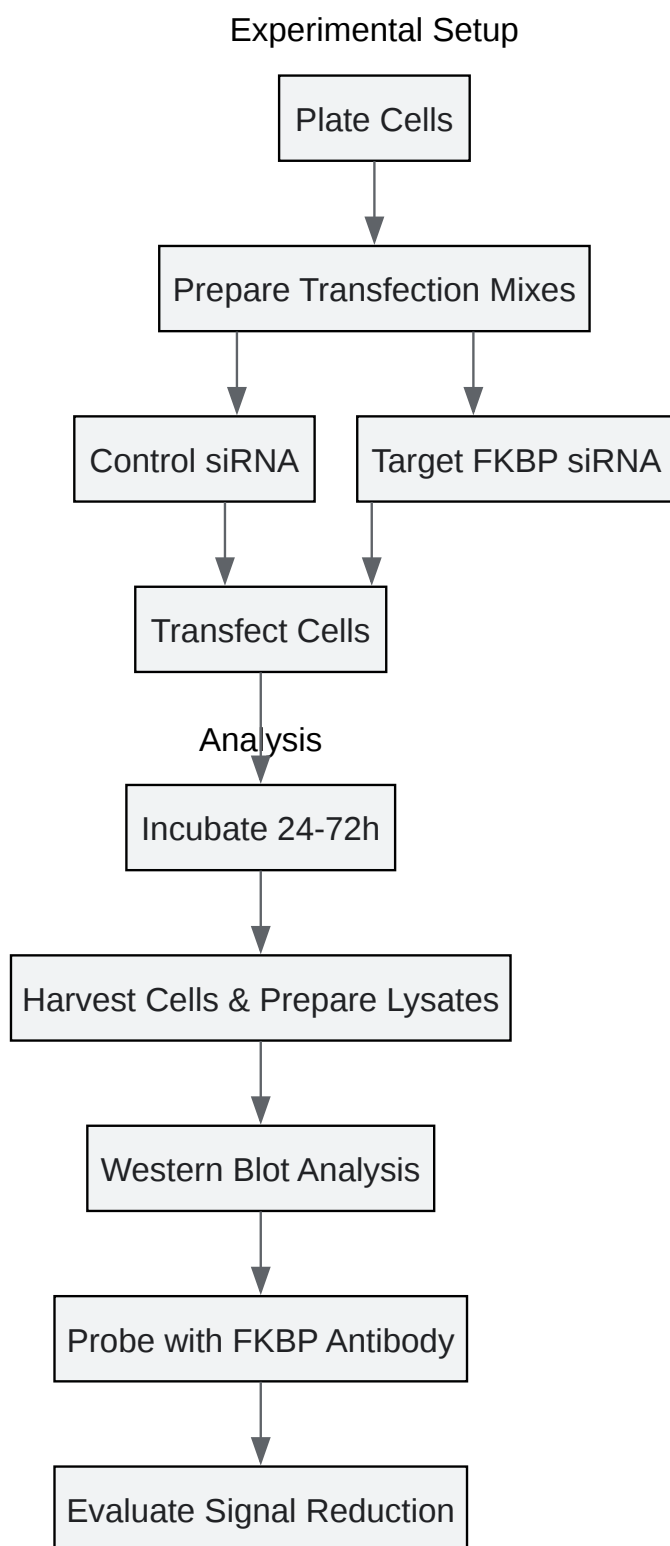 Experimental Setup
Plate Cells
Prepare Transfection Mixes
Control siRNA
Target FKBP siRNA
Transfect Cells
Analysis
Incubate 24-72h
Harvest Cells & Prepare Lysates
Western Blot Analysis
Probe with FKBP Antibody
Evaluate Signal Reduction